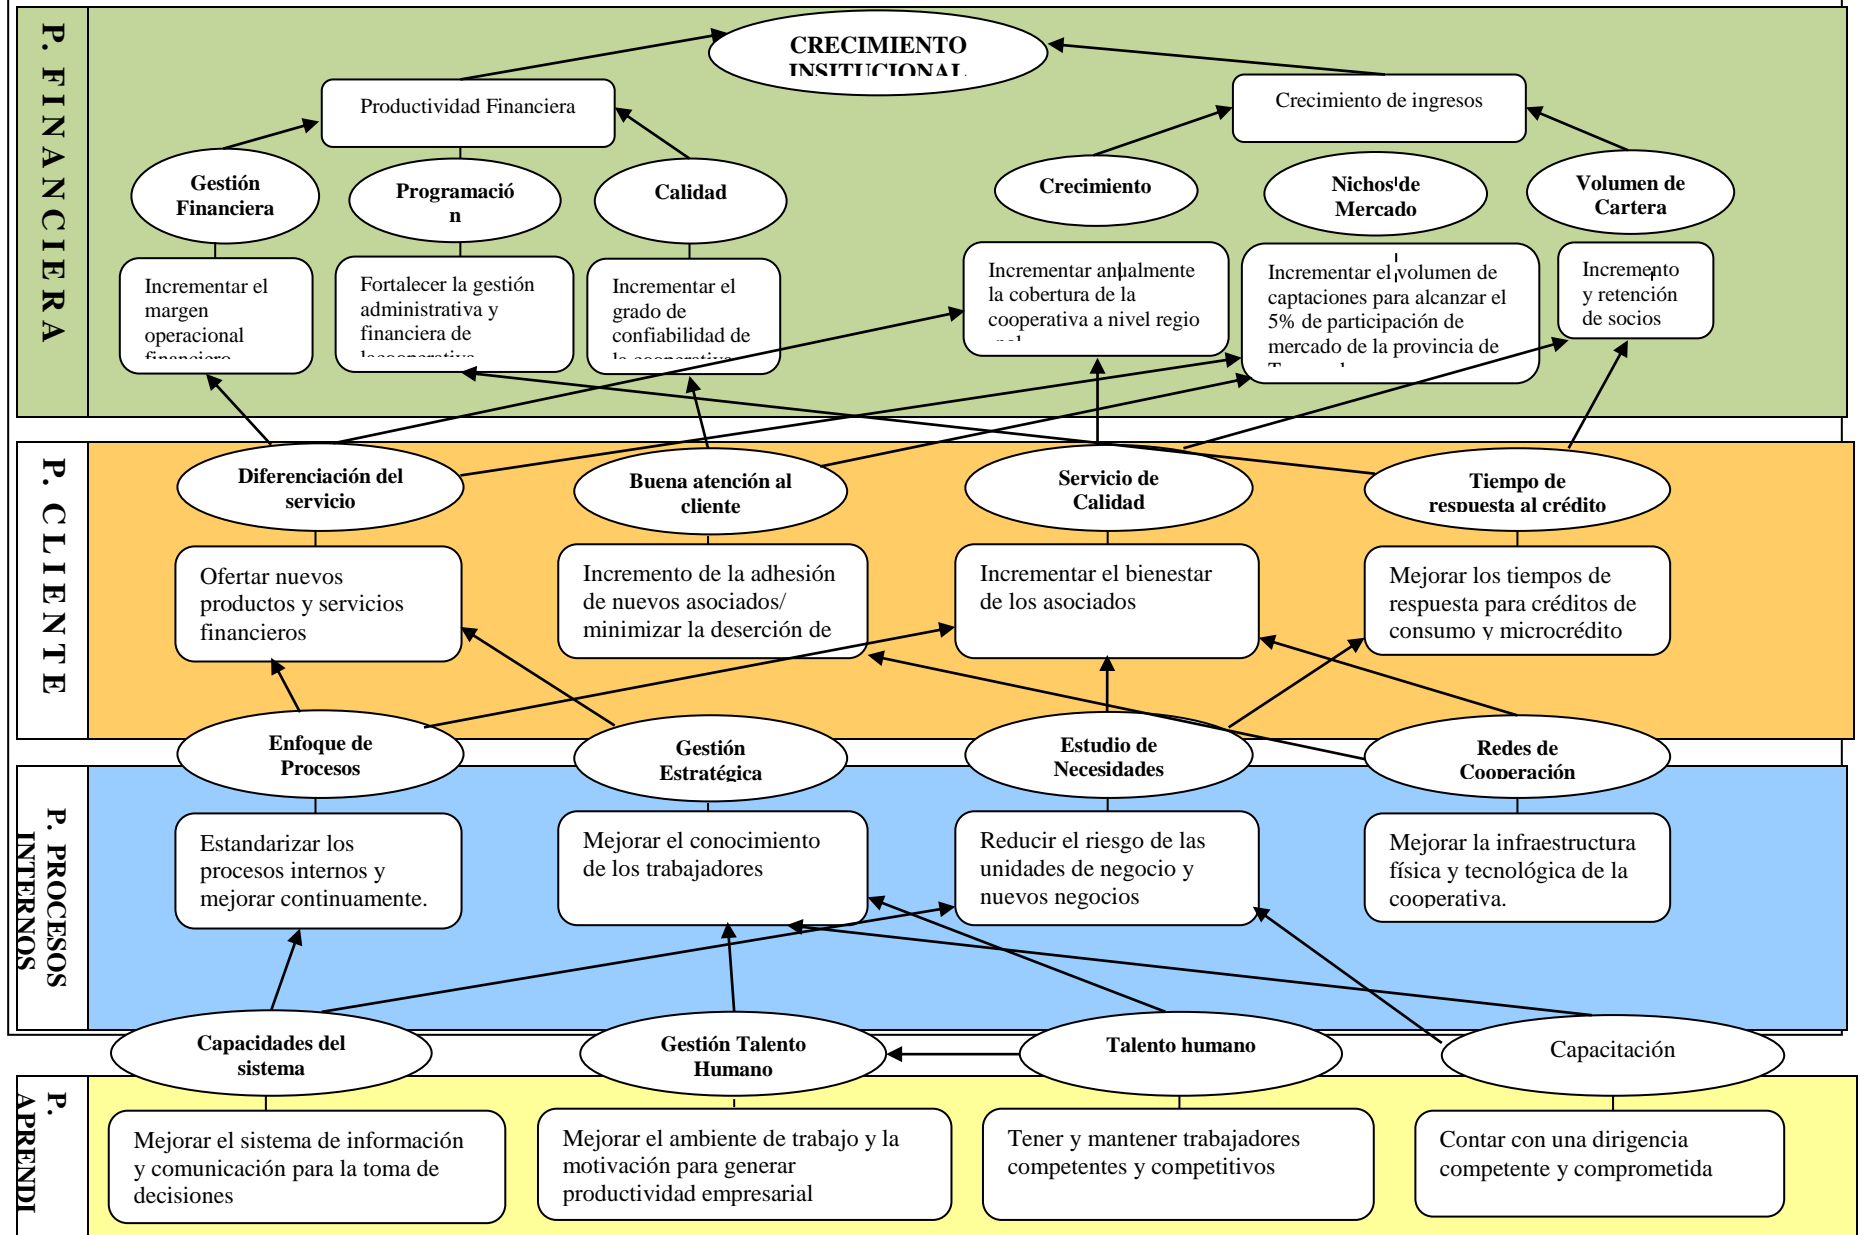 P. FINANCIERA
CRECIMIENTO
INSITUCIONAL
Productividad Financiera
Crecimiento de ingresos
Gestión
Financiera
Programació
n
Calidad
Crecimiento
Nichos de
Mercado
Volumen de
Cartera
Incrementar el
margen
operacional
financiero
Fortalecer la gestión
administrativa y
financiera de
lacooperativa
Incrementar el
grado de
confiabilidad de
la cooperativa
Incrementar anualmente
la cobertura de la
cooperativa a nivel regio
nal
Incrementar el volumen de
captaciones para alcanzar el
5% de participación de
mercado de la provincia de
Incremento
y retención
de socios
P. CLIENTE
Diferenciación del
servicio
Buena atención al
cliente
Servicio de
Calidad
Tiempo de
respuesta al crédito
Ofertar nuevos
productos y servicios
financieros
Incremento de la adhesión
de nuevos asociados/
minimizar la deserción de
Incrementar el bienestar
de los asociados
Mejorar los tiempos de
respuesta para créditos de
consumo y microcrédito
Enfoque de
Procesos
Gestión
Estratégica
Estudio de
Necesidades
Redes de
Cooperación
P. PROCESOS
INTERNOS
Estandarizar los
procesos internos y
mejorar continuamente.
Mejorar el conocimiento
de los trabajadores
Reducir el riesgo de las
unidades de negocio y
nuevos negocios
Mejorar la infraestructura
física y tecnológica de la
cooperativa.
Capacidades del
sistema
Gestión Talento
Humano
Talento humano
Capacitación
P.
APRENDI
Mejorar el sistema de información
y comunicación para la toma de
decisiones
Mejorar el ambiente de trabajo y la
motivación para generar
productividad empresarial
Tener y mantener trabajadores
competentes y competitivos
Contar con una dirigencia
competente y comprometida